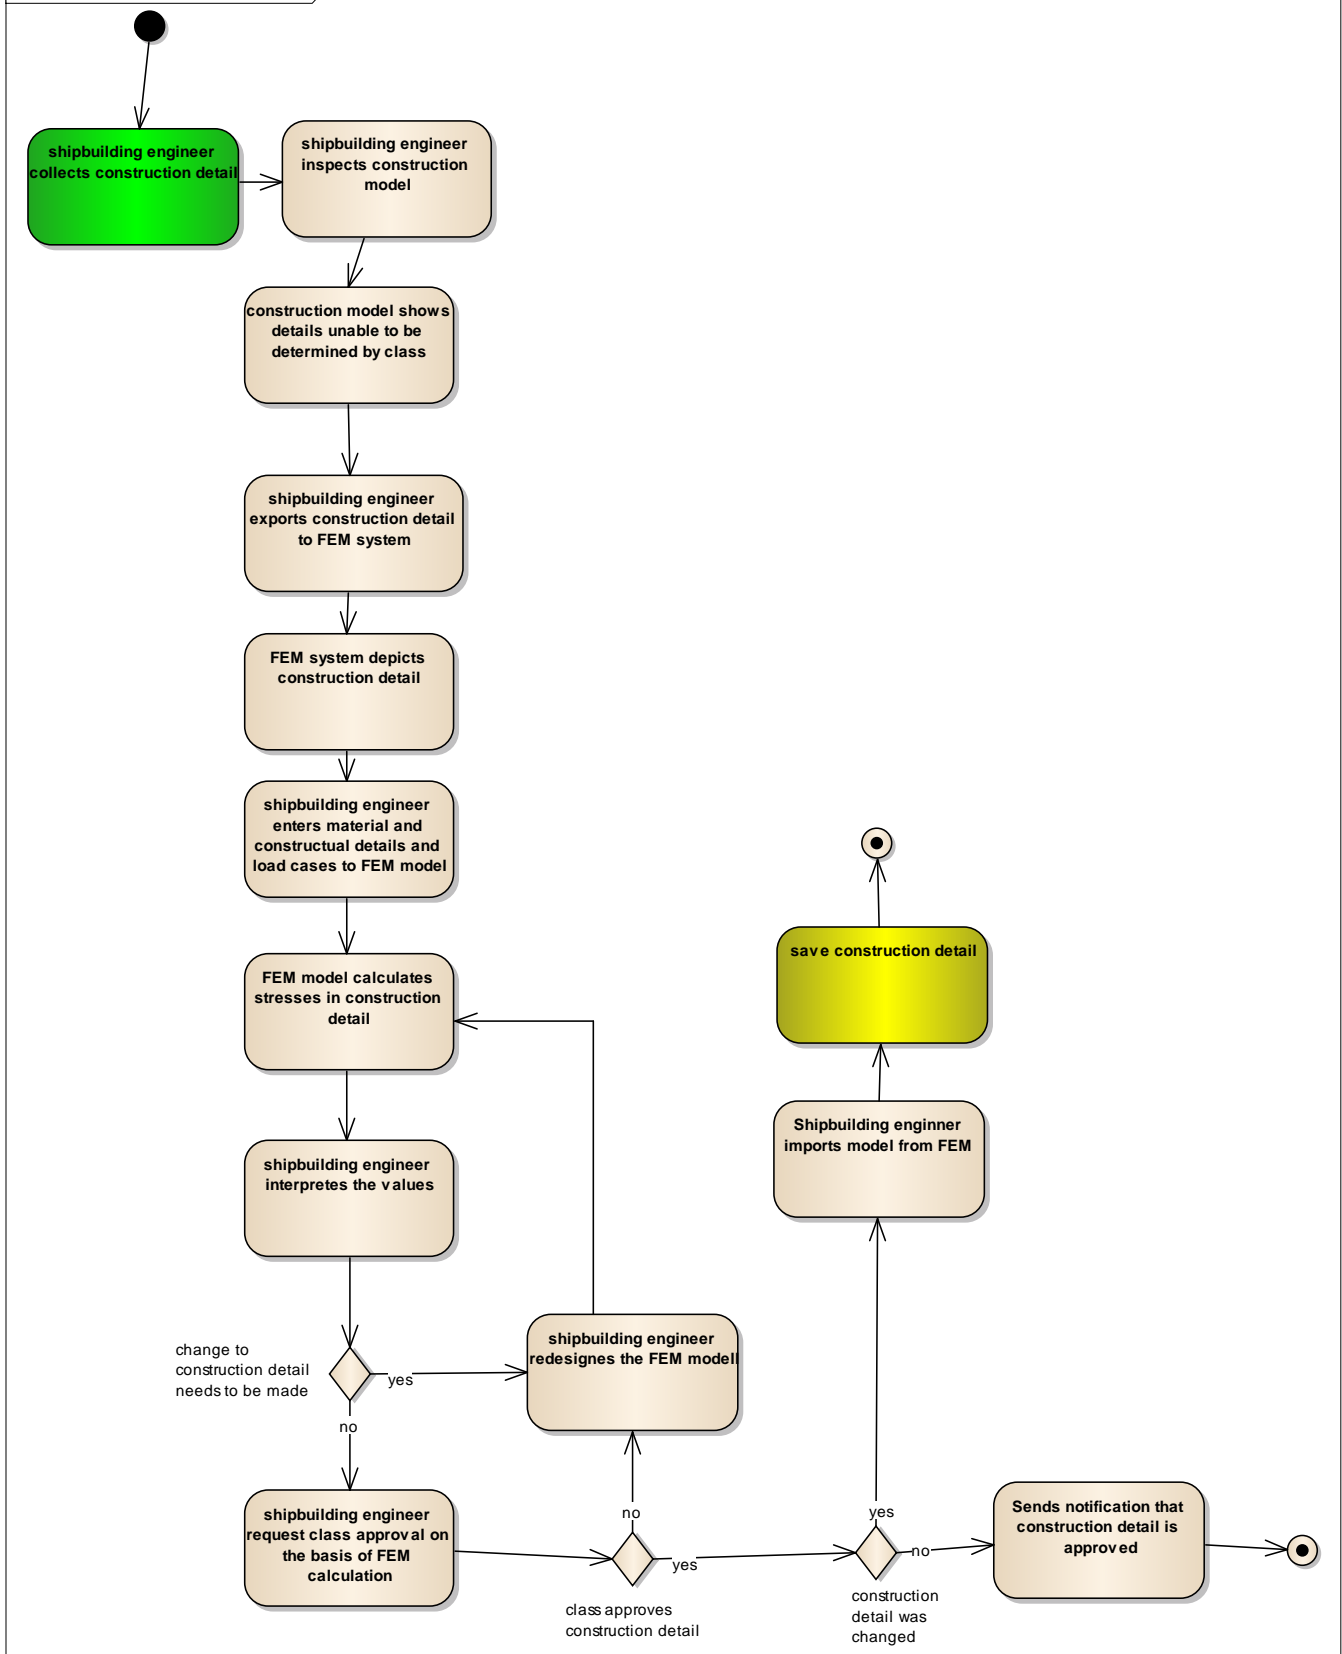 shipbuilding engineer
collects construction detail
shipbuilding engineer
inspects construction
model
construction model shows
details unable to be
determined by class
shipbuilding engineer
exports construction detail
to FEM system
FEM system depicts
construction detail
shipbuilding engineer
enters material and
constructual details and
load cases to FEM model
FEM model calculates
stresses in construction
detail
shipbuilding engineer
interpretes the values
change to
construction detail
needs to be made
yes
no
shipbuilding engineer
redesignes the FEM modell
shipbuilding engineer
request class approval on
the basis of FEM
calculation
no
yes
class approves
construction detail
yes
no
construction
detail was
changed
Shipbuilding enginner
imports model from FEM
save construction detail
Sends notification that
construction detail is
approved